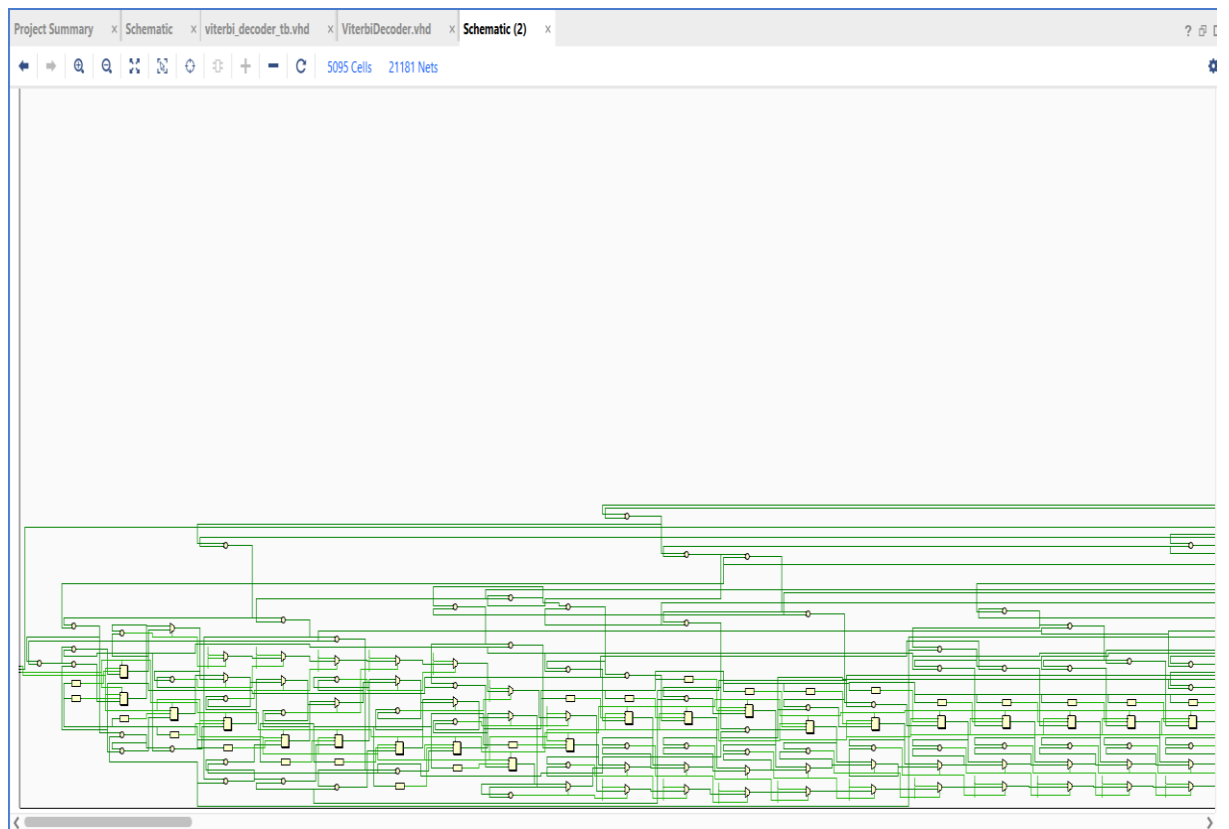 Project Summary × Schematic × viterbi_decoder_tb.vhd × ViterbiDecoder.vhd × Schematic (2) × ?
5095 Cells 21181 Nets